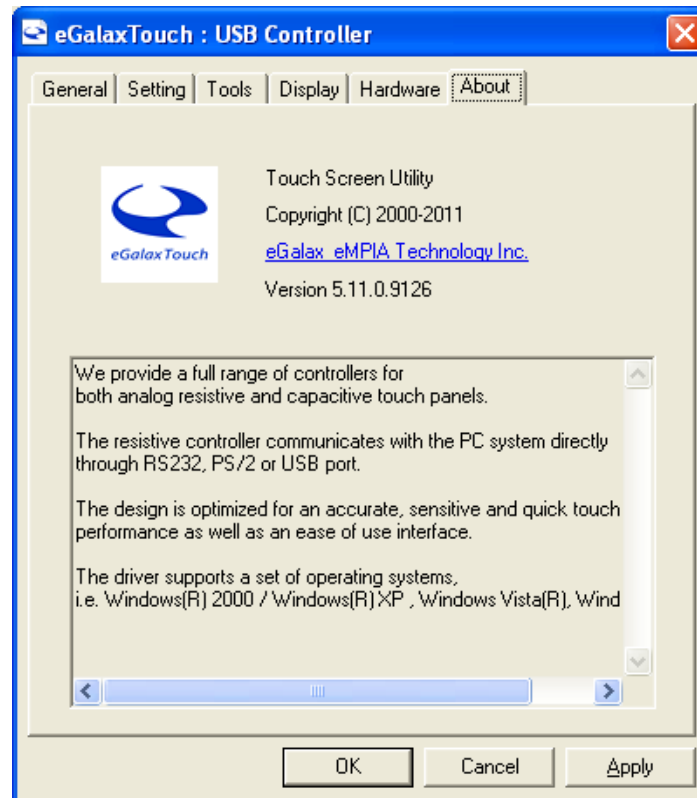 eGalaxTouch : USB Controller
General Setting Tools Display Hardware About
Touch Screen Utility
Copyright (C) 2000-2011
eGalax_eMPIA Technology Inc.
Version 5.11.0.9126
eGalaxTouch
We provide a full range of controllers for
both analog resistive and capacitive touch panels.
The resistive controller communicates with the PC system directly
through RS232, PS/2 or USB port.
The design is optimized for an accurate, sensitive and quick touch
performance as well as an ease of use interface.
The driver supports a set of operating systems,
i.e. Windows(R) 2000 / Windows(R) XP , Windows Vista(R), Wind
OK Cancel Apply